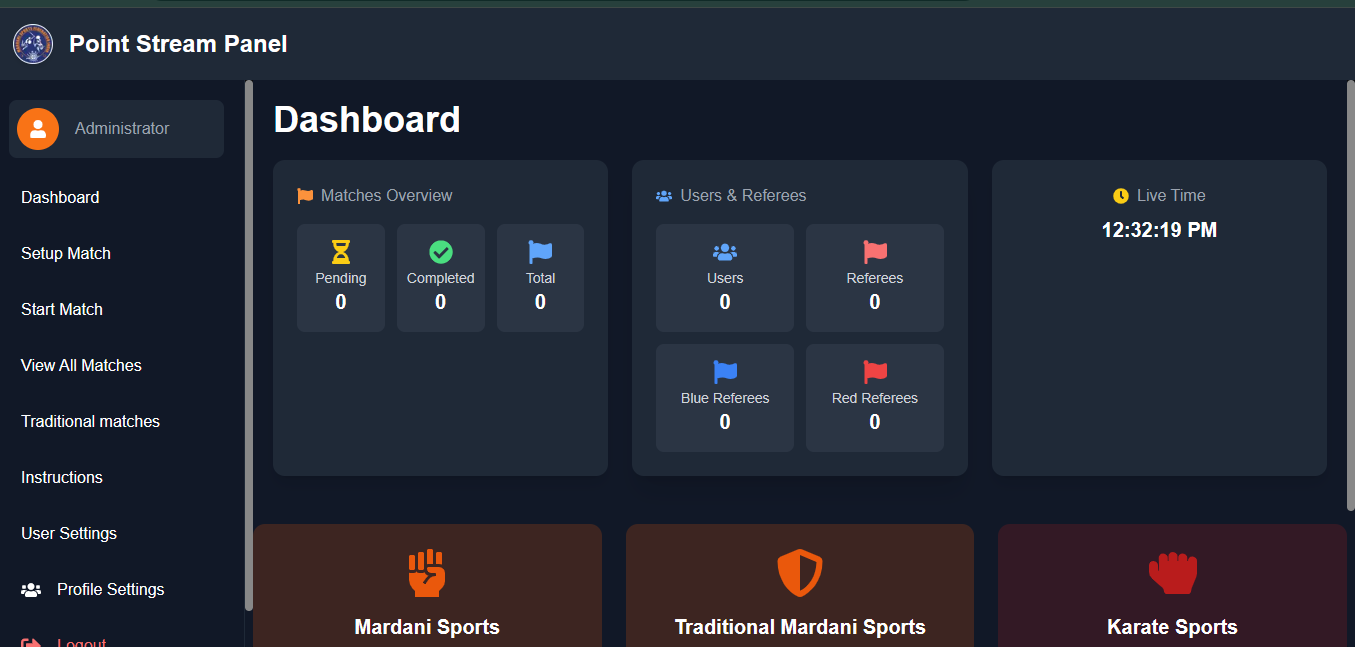 Point Stream Panel
Administrator
Dashboard
Setup Match
Start Match
View All Matches
Traditional matches
Instructions
User Settings
Profile Settings
Logout
Dashboard
Matches Overview
Pending
0
Completed
0
Total
0
Users & Referees
Users
0
Referees
0
Blue Referees
0
Red Referees
0
Live Time
12:32:19 PM
Mardani Sports
Traditional Mardani Sports
Karate Sports